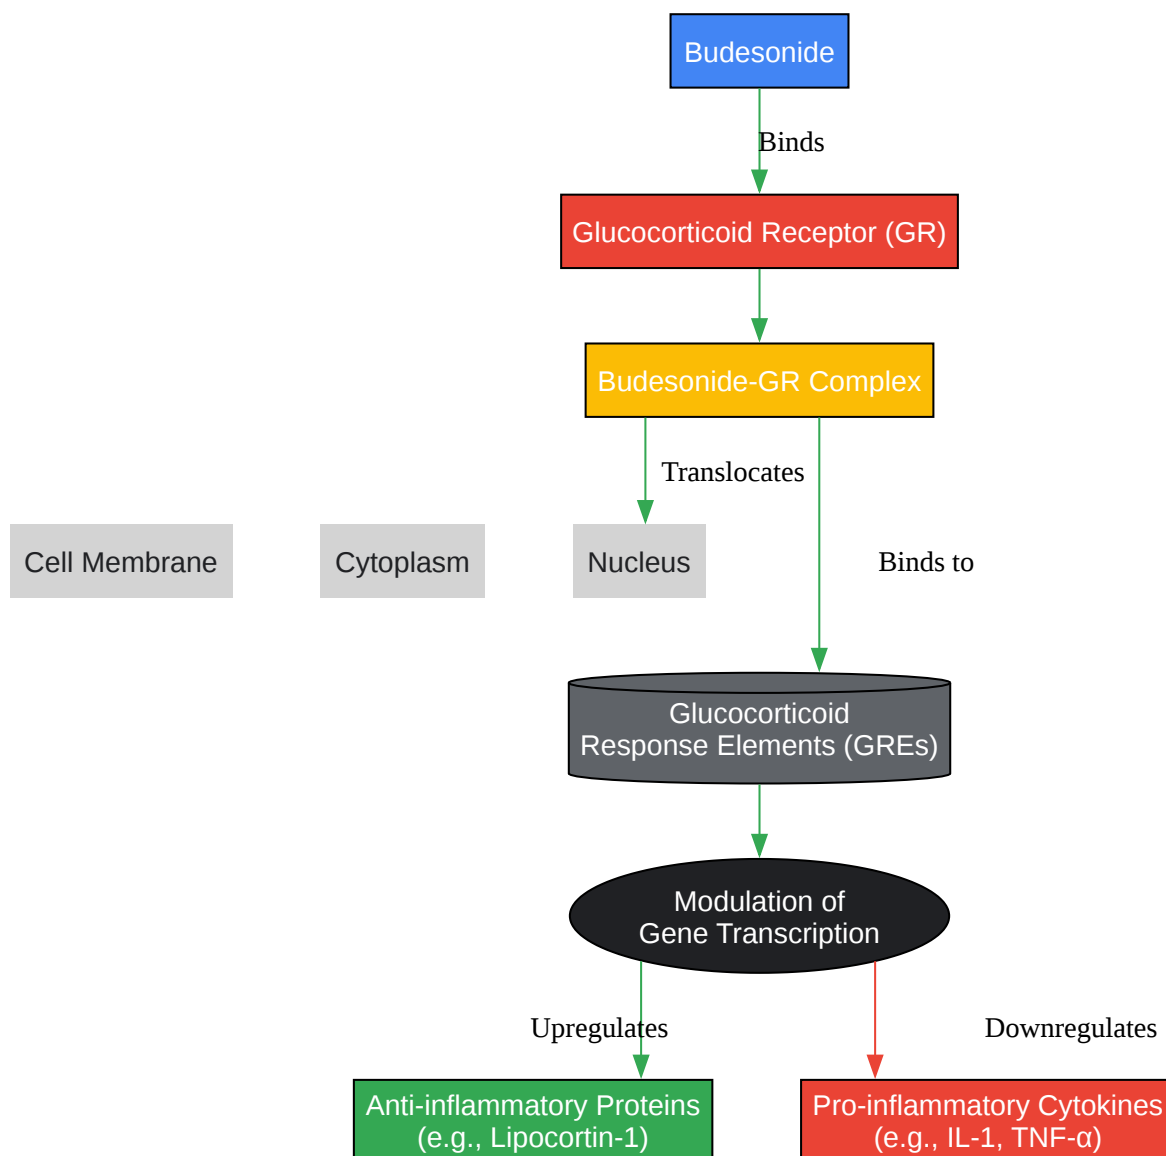 Budesonide
Binds
Glucocorticoid Receptor (GR)
Budesonide-GR Complex
Translocates
Cell Membrane
Cytoplasm
Nucleus
Binds to
Glucocorticoid
Response Elements (GREs)
Modulation of
Gene Transcription
Upregulates
Downregulates
Anti-inflammatory Proteins
(e.g., Lipocortin-1)
Pro-inflammatory Cytokines
(e.g., IL-1, TNF-α)